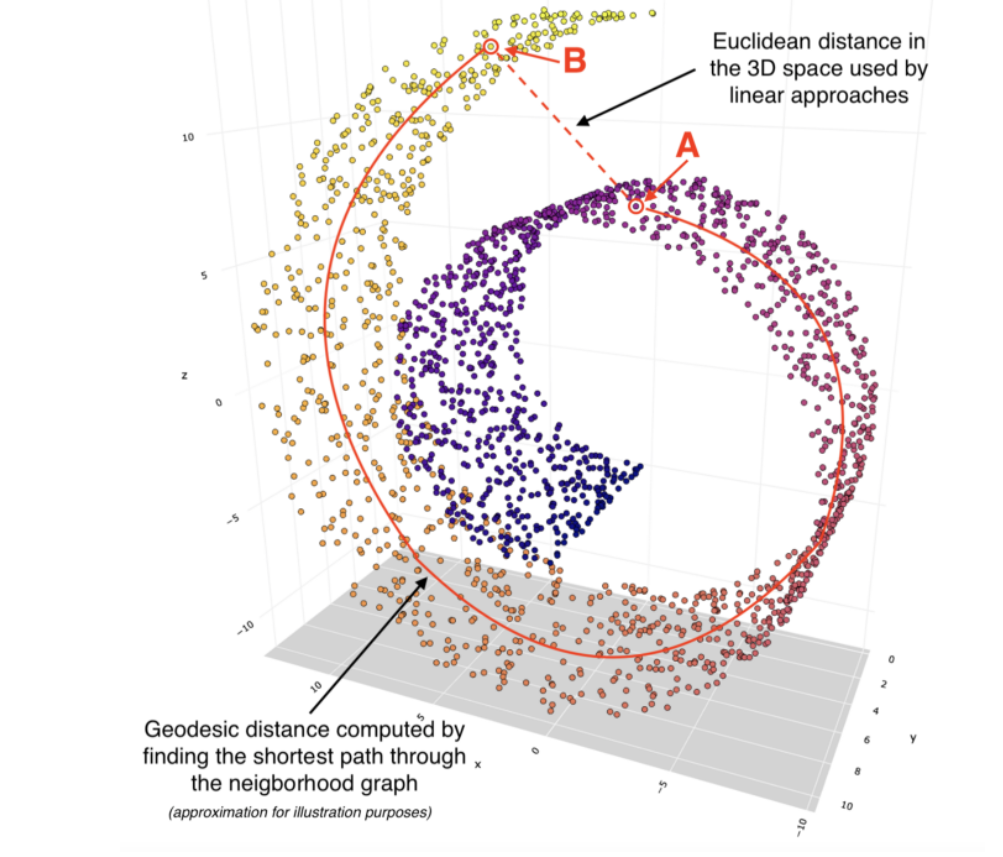 B
Euclidean distance in
the 3D space used by
linear approaches
10
A
5
z
0
−5
−10
0
2
4
6
y
8
10
10
5
x
0
−5
−10
Geodesic distance computed by
finding the shortest path through
the neigborhood graph
(approximation for illustration purposes)